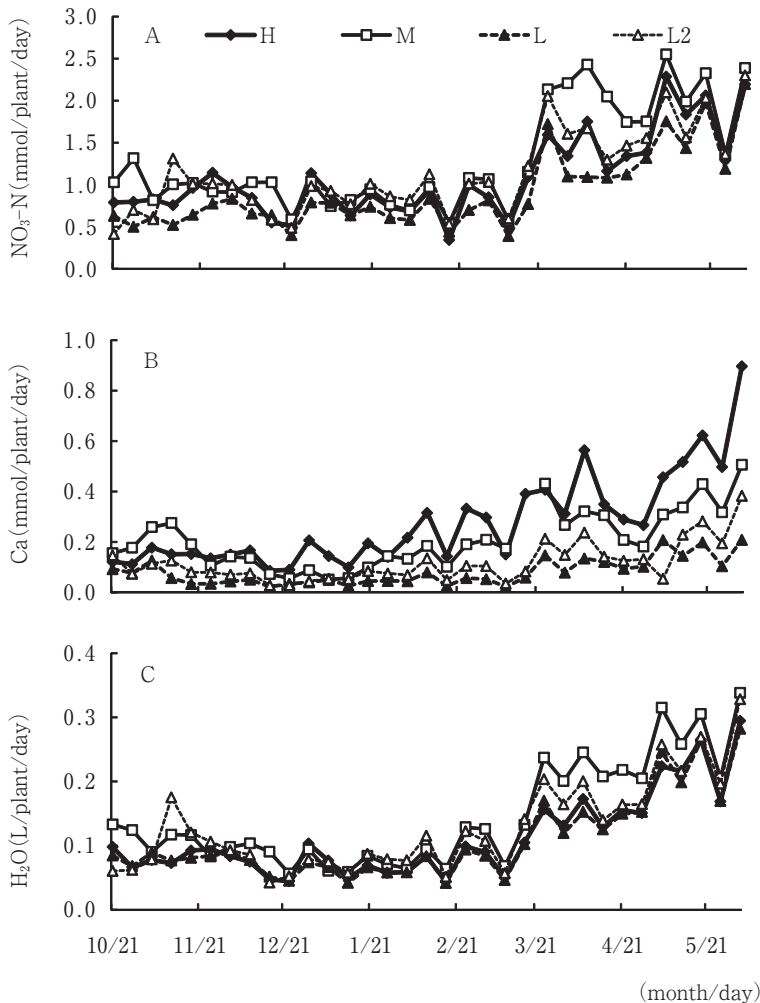 A H M L L2
3.0
2.5
2.0
1.5
1.0
0.5
0.0
NO₃-N(mmol/plant/day)
B
1.0
0.8
0.6
0.4
0.2
0.0
Ca(mmol/plant/day)
C
0.4
0.3
0.2
0.1
0.0
H₂O(L/plant/day)
10/21 11/21 12/21 1/21 2/21 3/21 4/21 5/21
(month/day)